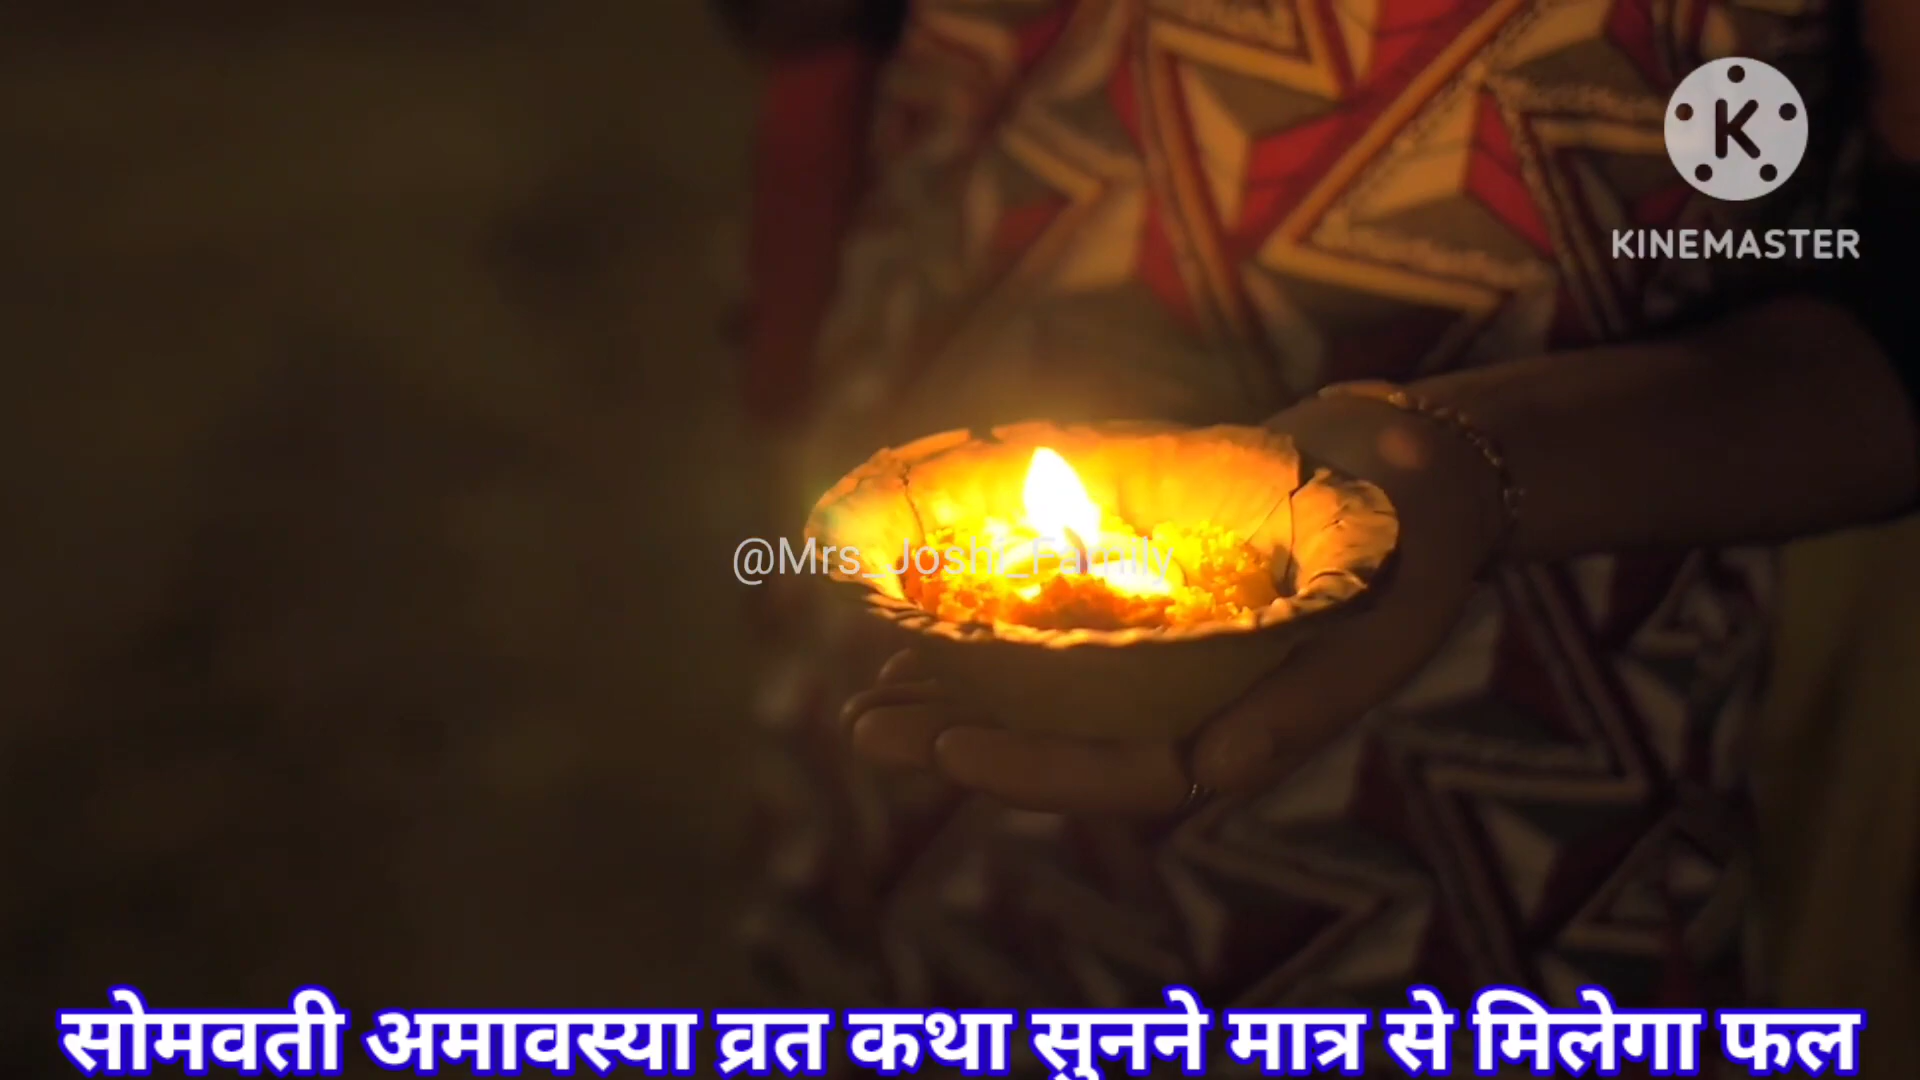 K
KINEMASTER
@Mrs_Joshi_Family
सोमवती अमावस्या व्रत कथा सुनने मात्र से मिलेगा फल